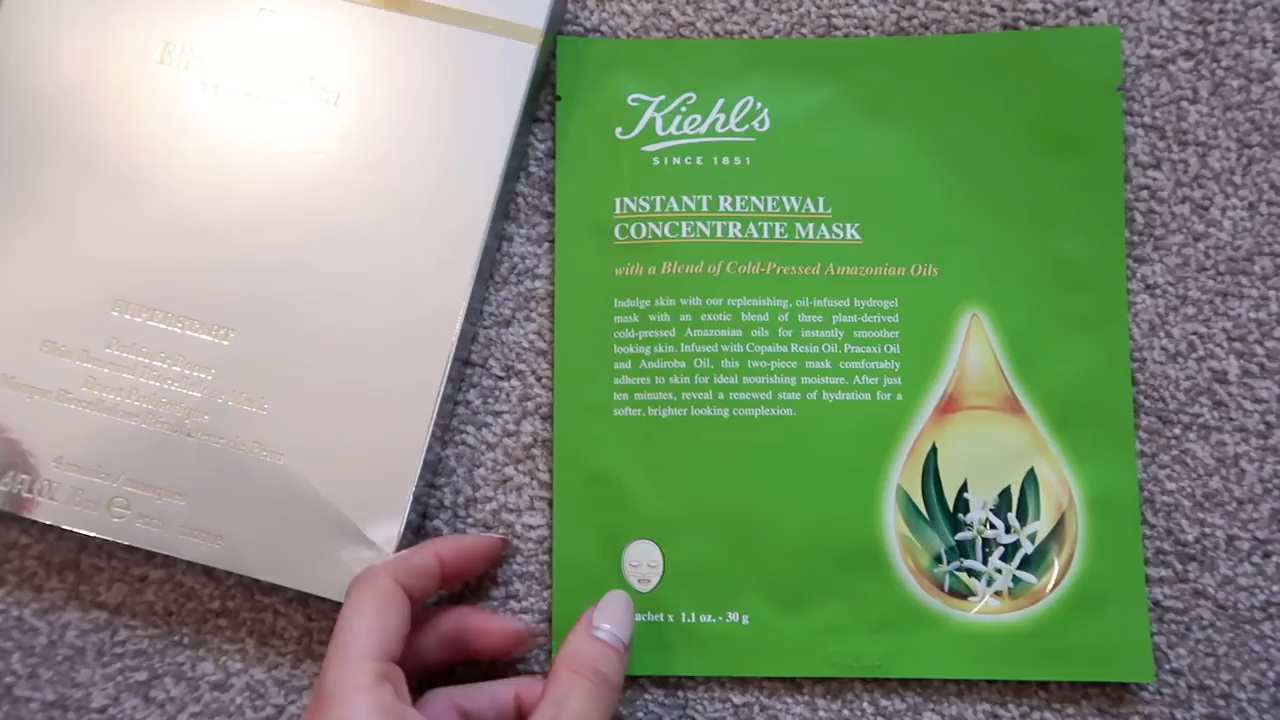 SUPERSTART
4 masks / masques
Kiehl's
SINCE 1851
INSTANT RENEWAL
CONCENTRATE MASK
with a Blend of Cold-Pressed Amazonian Oils
Indulge skin with our replenishing, oil-infused hydrogel
mask with an exotic blend of three plant-derived
cold-pressed Amazonian oils for instantly smoother
looking skin. Infused with Copaiba Resin Oil, Pracaxi Oil
and Andiroba Oil, this two-piece mask comfortably
adheres to skin for ideal nourishing moisture. After just
ten minutes, reveal a renewed state of hydration for a
softer, brighter looking complexion.
x 1.1 oz. - 30 g